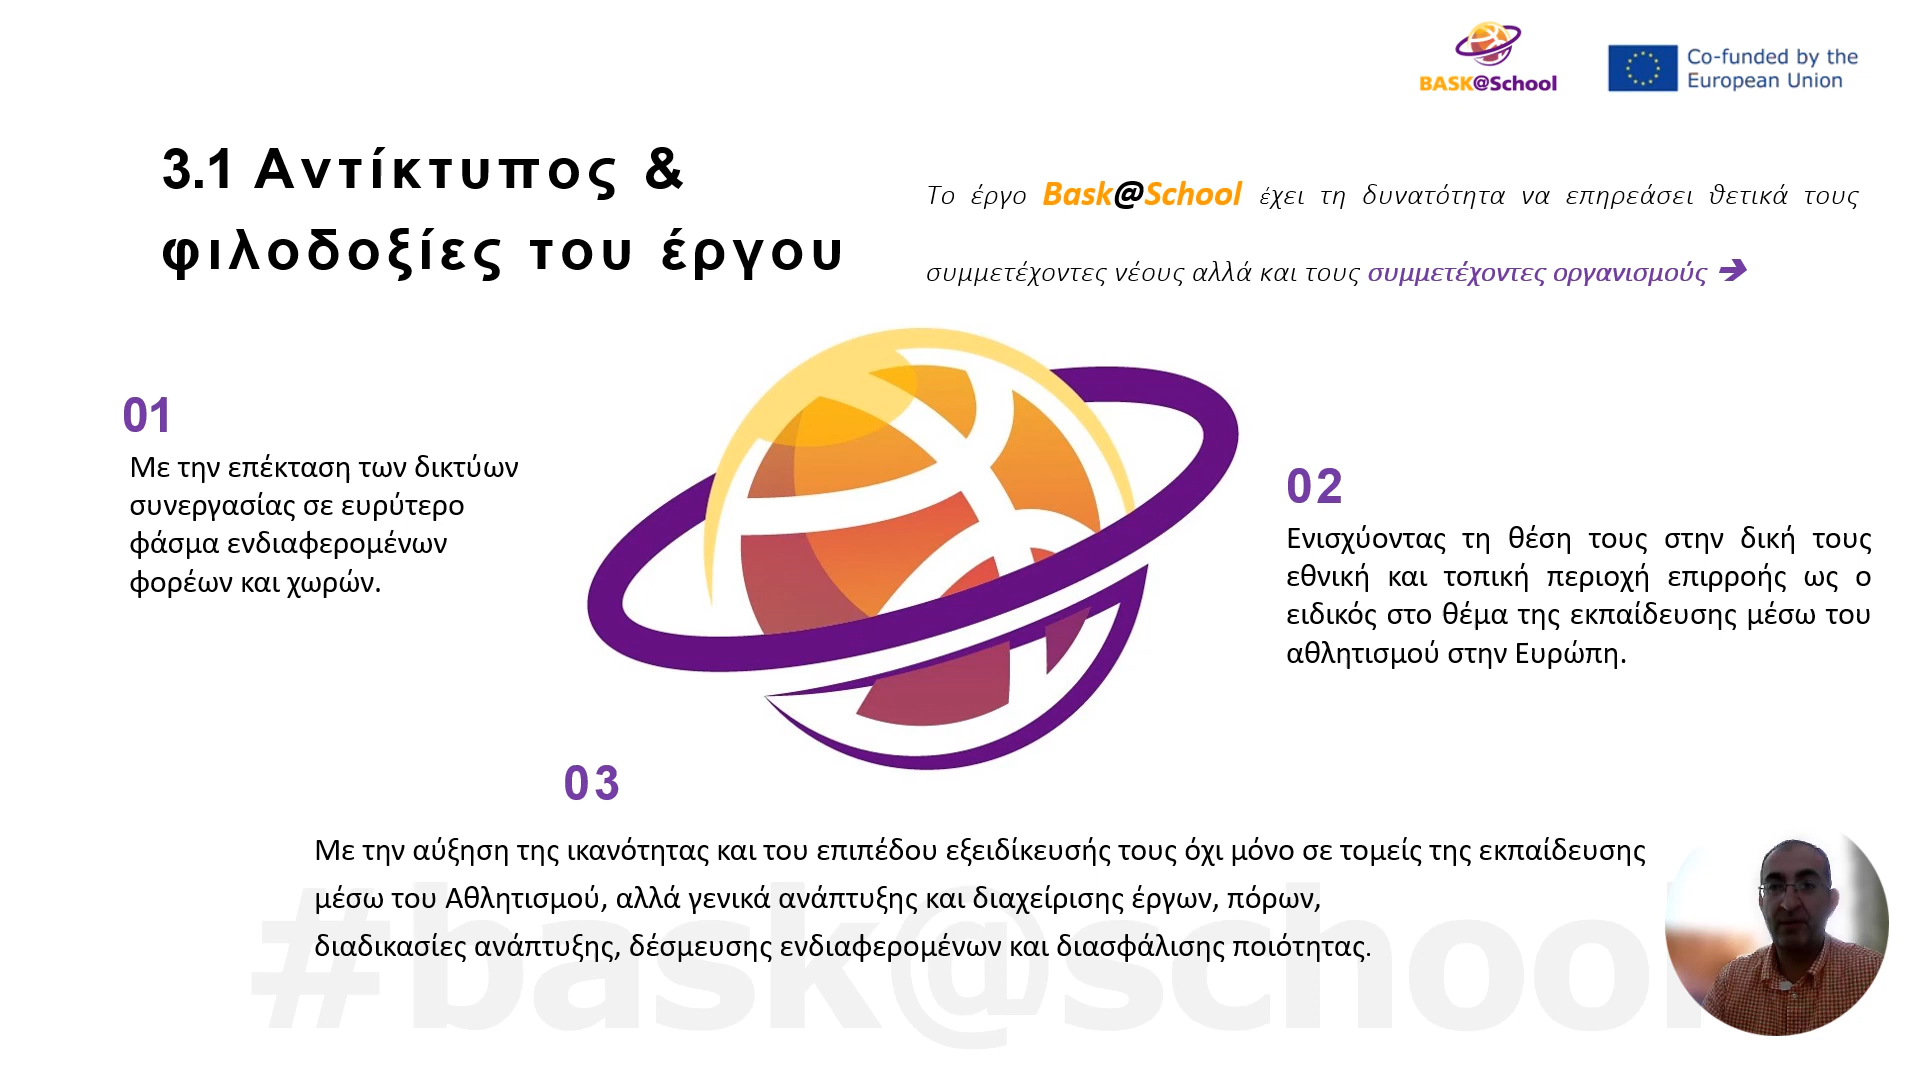 BASK@School
Co-funded by the
European Union
3.1 Αντίκτυπος &
φιλοδοξίες του έργου
Το έργο Bask@School έχει τη δυνατότητα να επηρεάσει θετικά τους
συμμετέχοντες νέους αλλά και τους συμμετέχοντες οργανισμούς ➔
01
Με την επέκταση των δικτύων
συνεργασίας σε ευρύτερο
φάσμα ενδιαφερομένων
φορέων και χωρών.
02
Ενισχύοντας τη θέση τους στην δική τους
εθνική και τοπική περιοχή επιρροής ως ο
ειδικός στο θέμα της εκπαίδευσης μέσω του
αθλητισμού στην Ευρώπη.
03
Με την αύξηση της ικανότητας και του επιπέδου εξειδίκευσής τους όχι μόνο σε τομείς της εκπαίδευσης
μέσω του Αθλητισμού, αλλά γενικά ανάπτυξης και διαχείρισης έργων, πόρων,
διαδικασίες ανάπτυξης, δέσμευσης ενδιαφερομένων και διασφάλισης ποιότητας.
#bask@school